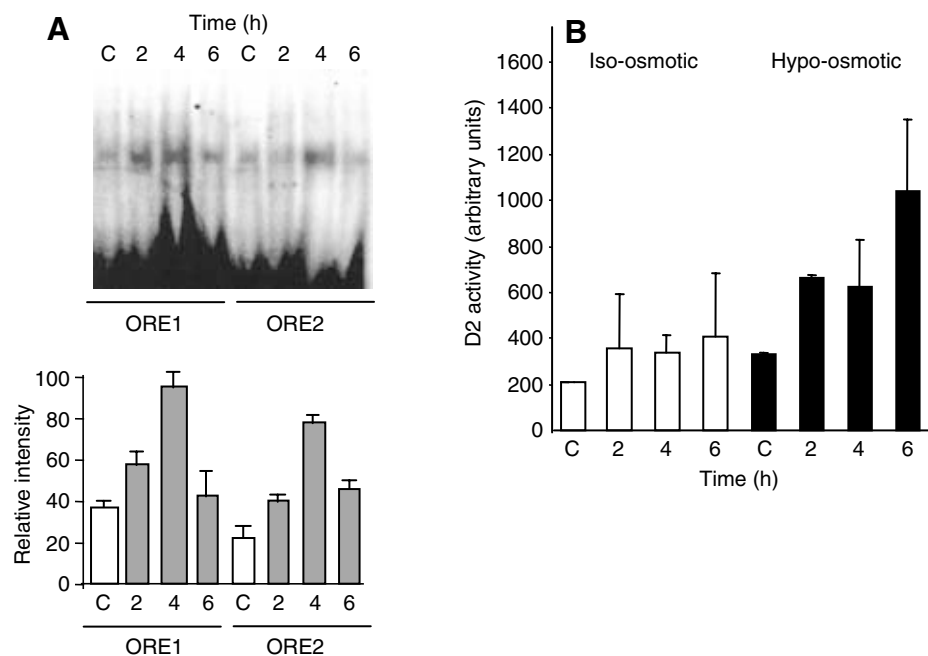 A
Time (h)
C 2 4 6 C 2 4 6
ORE1 ORE2
Relative intensity
100
80
60
40
20
0
C 2 4 6 C 2 4 6
ORE1 ORE2
B
Iso-osmotic Hypo-osmotic
D2 activity (arbitrary units)
1600
1400
1200
1000
800
600
400
200
0
C 2 4 6 C 2 4 6
Time (h)